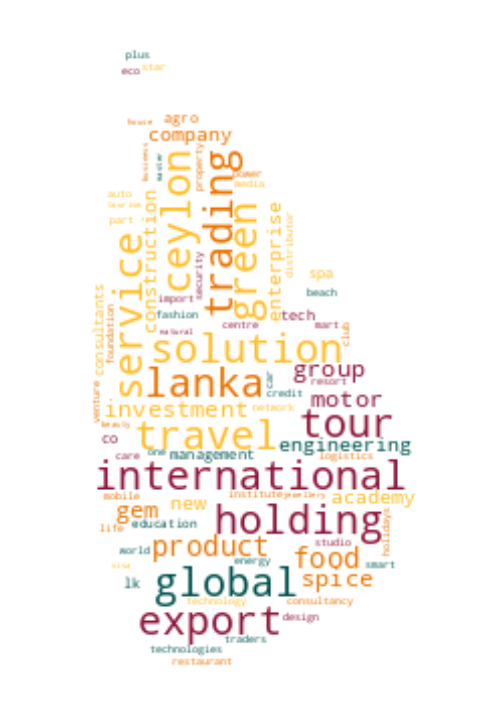 plus
eco star
house agro
company
business
master
property
power
media
ceylon
trading
green
auto
part
service
construction
security
enterprise
distributor
spa
beach
import
fashion
centre
tech
mart
natural
club
consultants
foundation
solution
lanka
car
credit
group
resort
motor
venture
investment
network
tour
beauty
travel
co
engineering
care
one
management
logistics
international
mobile
institute
jewellery
academy
gem
new
holding
holidays
life
education
studio
world
product
food
energy
smart
lk
global
spice
technology
consultancy
export
design
traders
technologies
restaurant